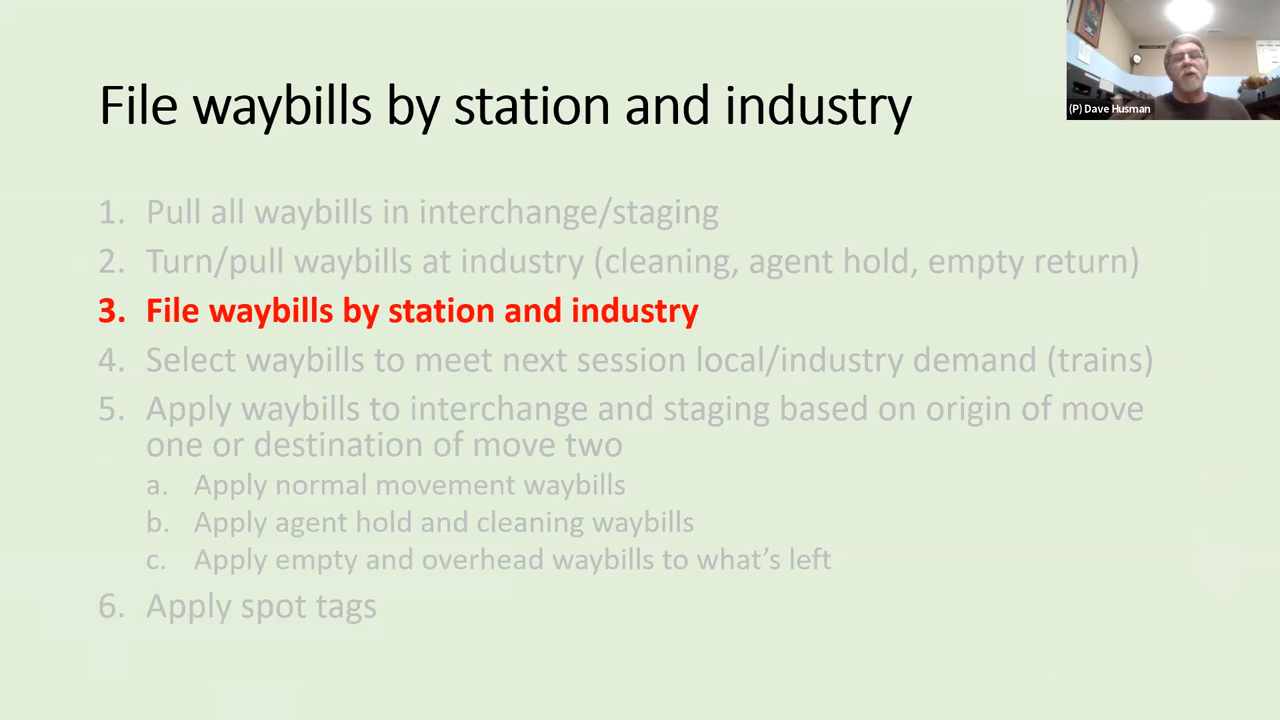 File waybills by station and industry
(P) Dave Husman
1. Pull all waybills in interchange/staging
2. Turn/pull waybills at industry (cleaning, agent hold, empty return)
3. File waybills by station and industry
4. Select waybills to meet next session local/industry demand (trains)
5. Apply waybills to interchange and staging based on origin of move
one or destination of move two
a. Apply normal movement waybills
b. Apply agent hold and cleaning waybills
c. Apply empty and overhead waybills to what's left
6. Apply spot tags